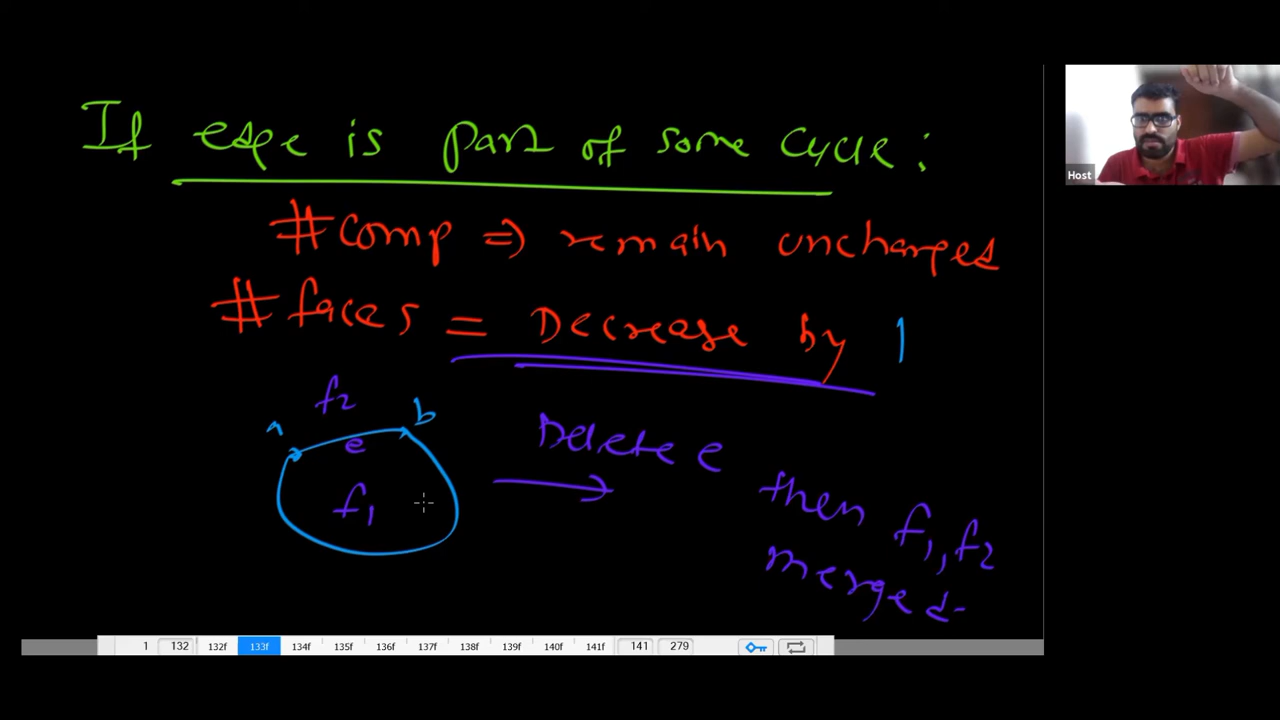 If edge is part of some cycle:
#comp ⇒ remain unchanges
#faces = Decrease by 1
f2
a b
e
f1
Delete e
then f1, f2
merged.
Host
1 132 132f 133f 134f 135f 136f 137f 138f 139f 140f 141f 141 279